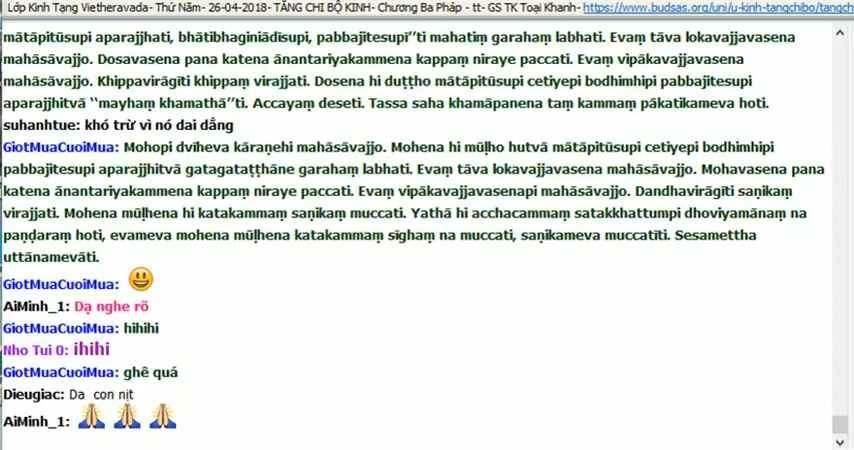 Lớp Kinh Tạng Vietheravada- Thứ Năm- 26-04-2018- TĂNG CHI BỘ KINH- Chương Ba Pháp - tt- GS TK Toại Khanh- https://www.budsas.org/uni/u-kinh-tangchibo/tangch
mātāpitūsupi aparajjhati, bhātibhaginiādīsupi, pabbajitesupi’’ti mahatiṃ garahaṃ labhati. Evaṃ tāva lokavajjavasena
mahāsāvajjo. Dosavasena pana katena ānantariyakammena kappaṃ niraye paccati. Evaṃ vipākavajjavasena
mahāsāvajjo. Khippavirāgīti khippaṃ virajjati. Dosena hi duṭṭho mātāpitūsupi cetiyepi bodhimhipi pabbajitesupi
aparajjhitvā ‘‘mayhaṃ khamathā’’ti. Accayaṃ deseti. Tassa saha khamāpanena taṃ kammaṃ pākatikameva hoti.
suhanhtue: khó trừ vì nó dai dẳng
GiotMuaCuoiMua: Mohopi dvīheva kāraṇehi mahāsāvajjo. Mohena hi mūḷho hutvā mātāpitūsupi cetiyepi bodhimhipi
pabbajitesupi aparajjhitvā gatagataṭṭhāne garahaṃ labhati. Evaṃ tāva lokavajjavasena mahāsāvajjo. Mohavasena pana
katena ānantariyakammena kappaṃ niraye paccati. Evaṃ vipākavajjavasenapi mahāsāvajjo. Dandhavirāgīti saṇikaṃ
virajjati. Mohena mūḷhena hi katakammaṃ saṇikaṃ muccati. Yathā hi acchacammaṃ satakkhattumpi dhoviyamānaṃ na
paṇḍaraṃ hoti, evameva mohena mūḷhena katakammaṃ sīghaṃ na muccati, saṇikameva muccatīti. Sesamettha
uttānamevāti.
GiotMuaCuoiMua: 😃
AiMinh_1: Dạ nghe rõ
GiotMuaCuoiMua: hihihi
Nho Tui 0: ihihi
GiotMuaCuoiMua: ghê quá
Dieugiac: Da con nịt
AiMinh_1: 🙏 🙏 🙏